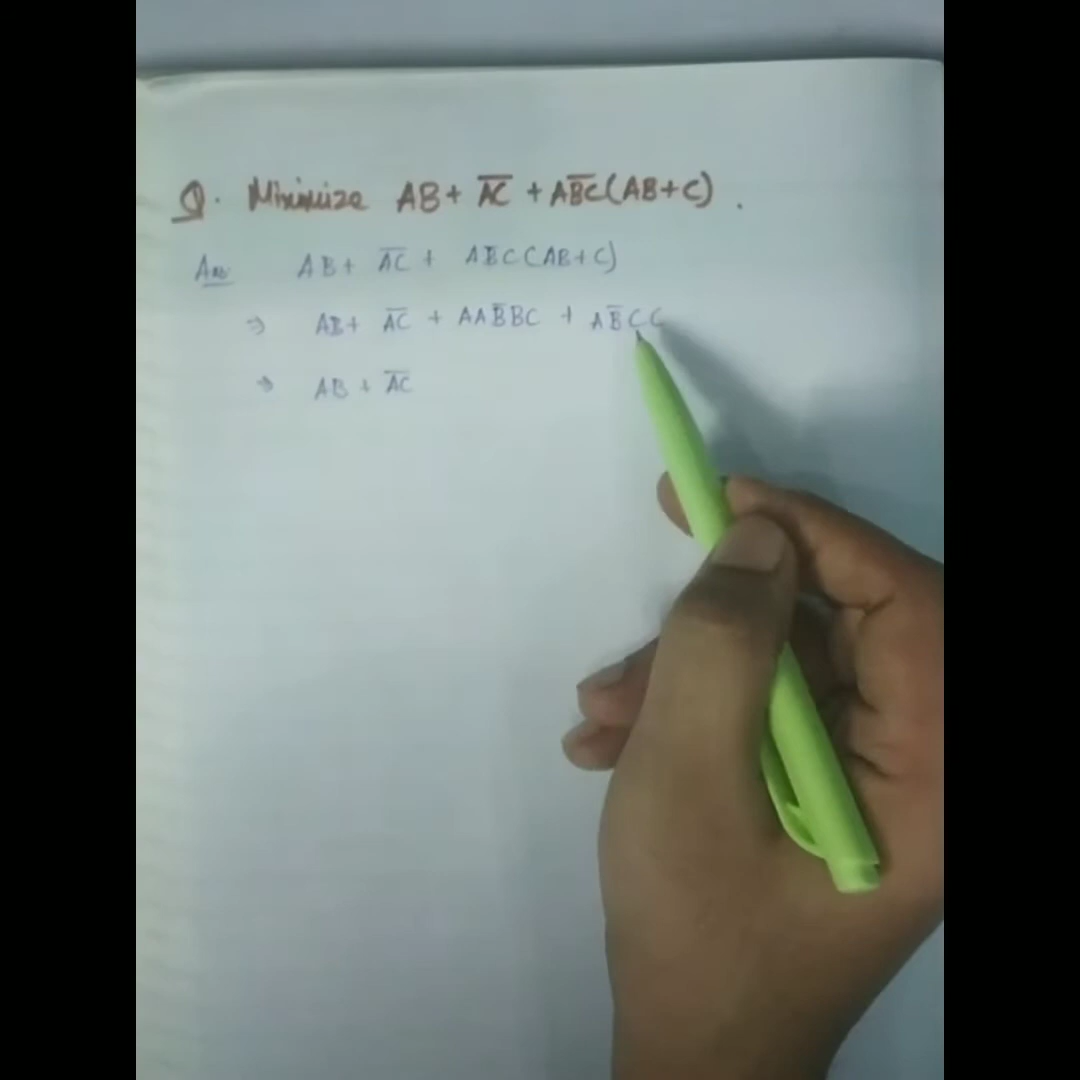 Q. Minimize AB + A̅C̅ + AB̅C(AB+C).
Ans AB + A̅C̅ + AB̅C(AB+C)
⇒ AB + A̅C̅ + AAB̅BC + AB̅CC
⇒ AB + A̅C̅